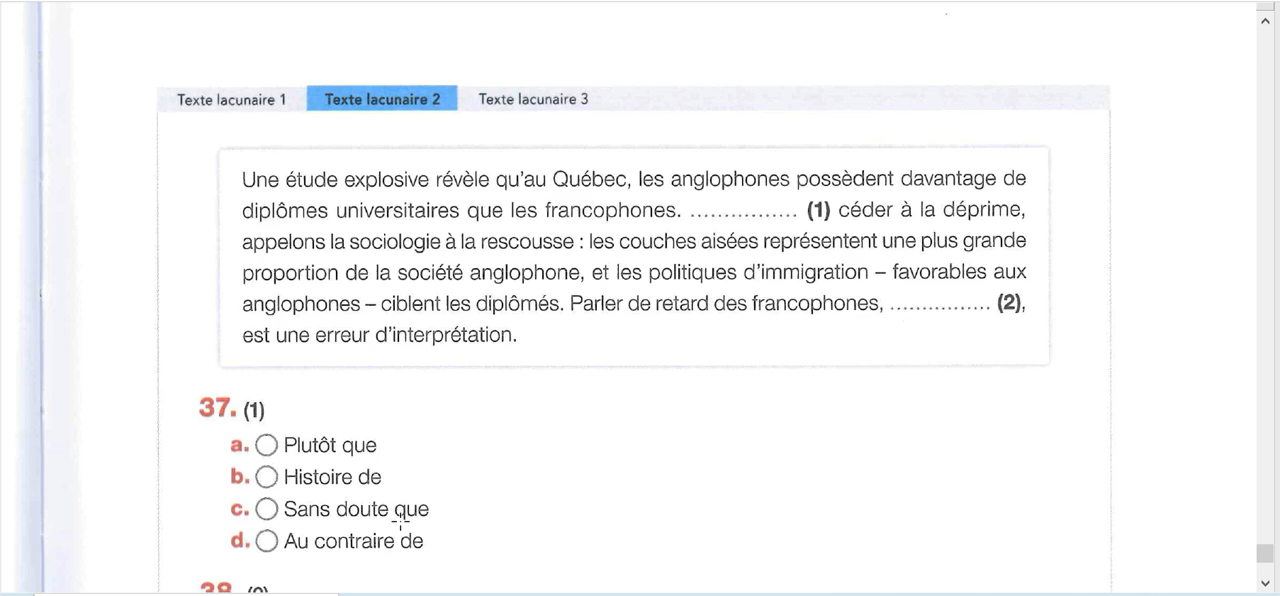 Texte lacunaire 1 Texte lacunaire 2 Texte lacunaire 3
Une étude explosive révèle qu'au Québec, les anglophones possèdent davantage de
diplômes universitaires que les francophones. ................ (1) céder à la déprime,
appelons la sociologie à la rescousse : les couches aisées représentent une plus grande
proportion de la société anglophone, et les politiques d'immigration – favorables aux
anglophones – ciblent les diplômés. Parler de retard des francophones, ................ (2),
est une erreur d'interprétation.
37. (1)
a. Plutôt que
b. Histoire de
c. Sans doute que
d. Au contraire de